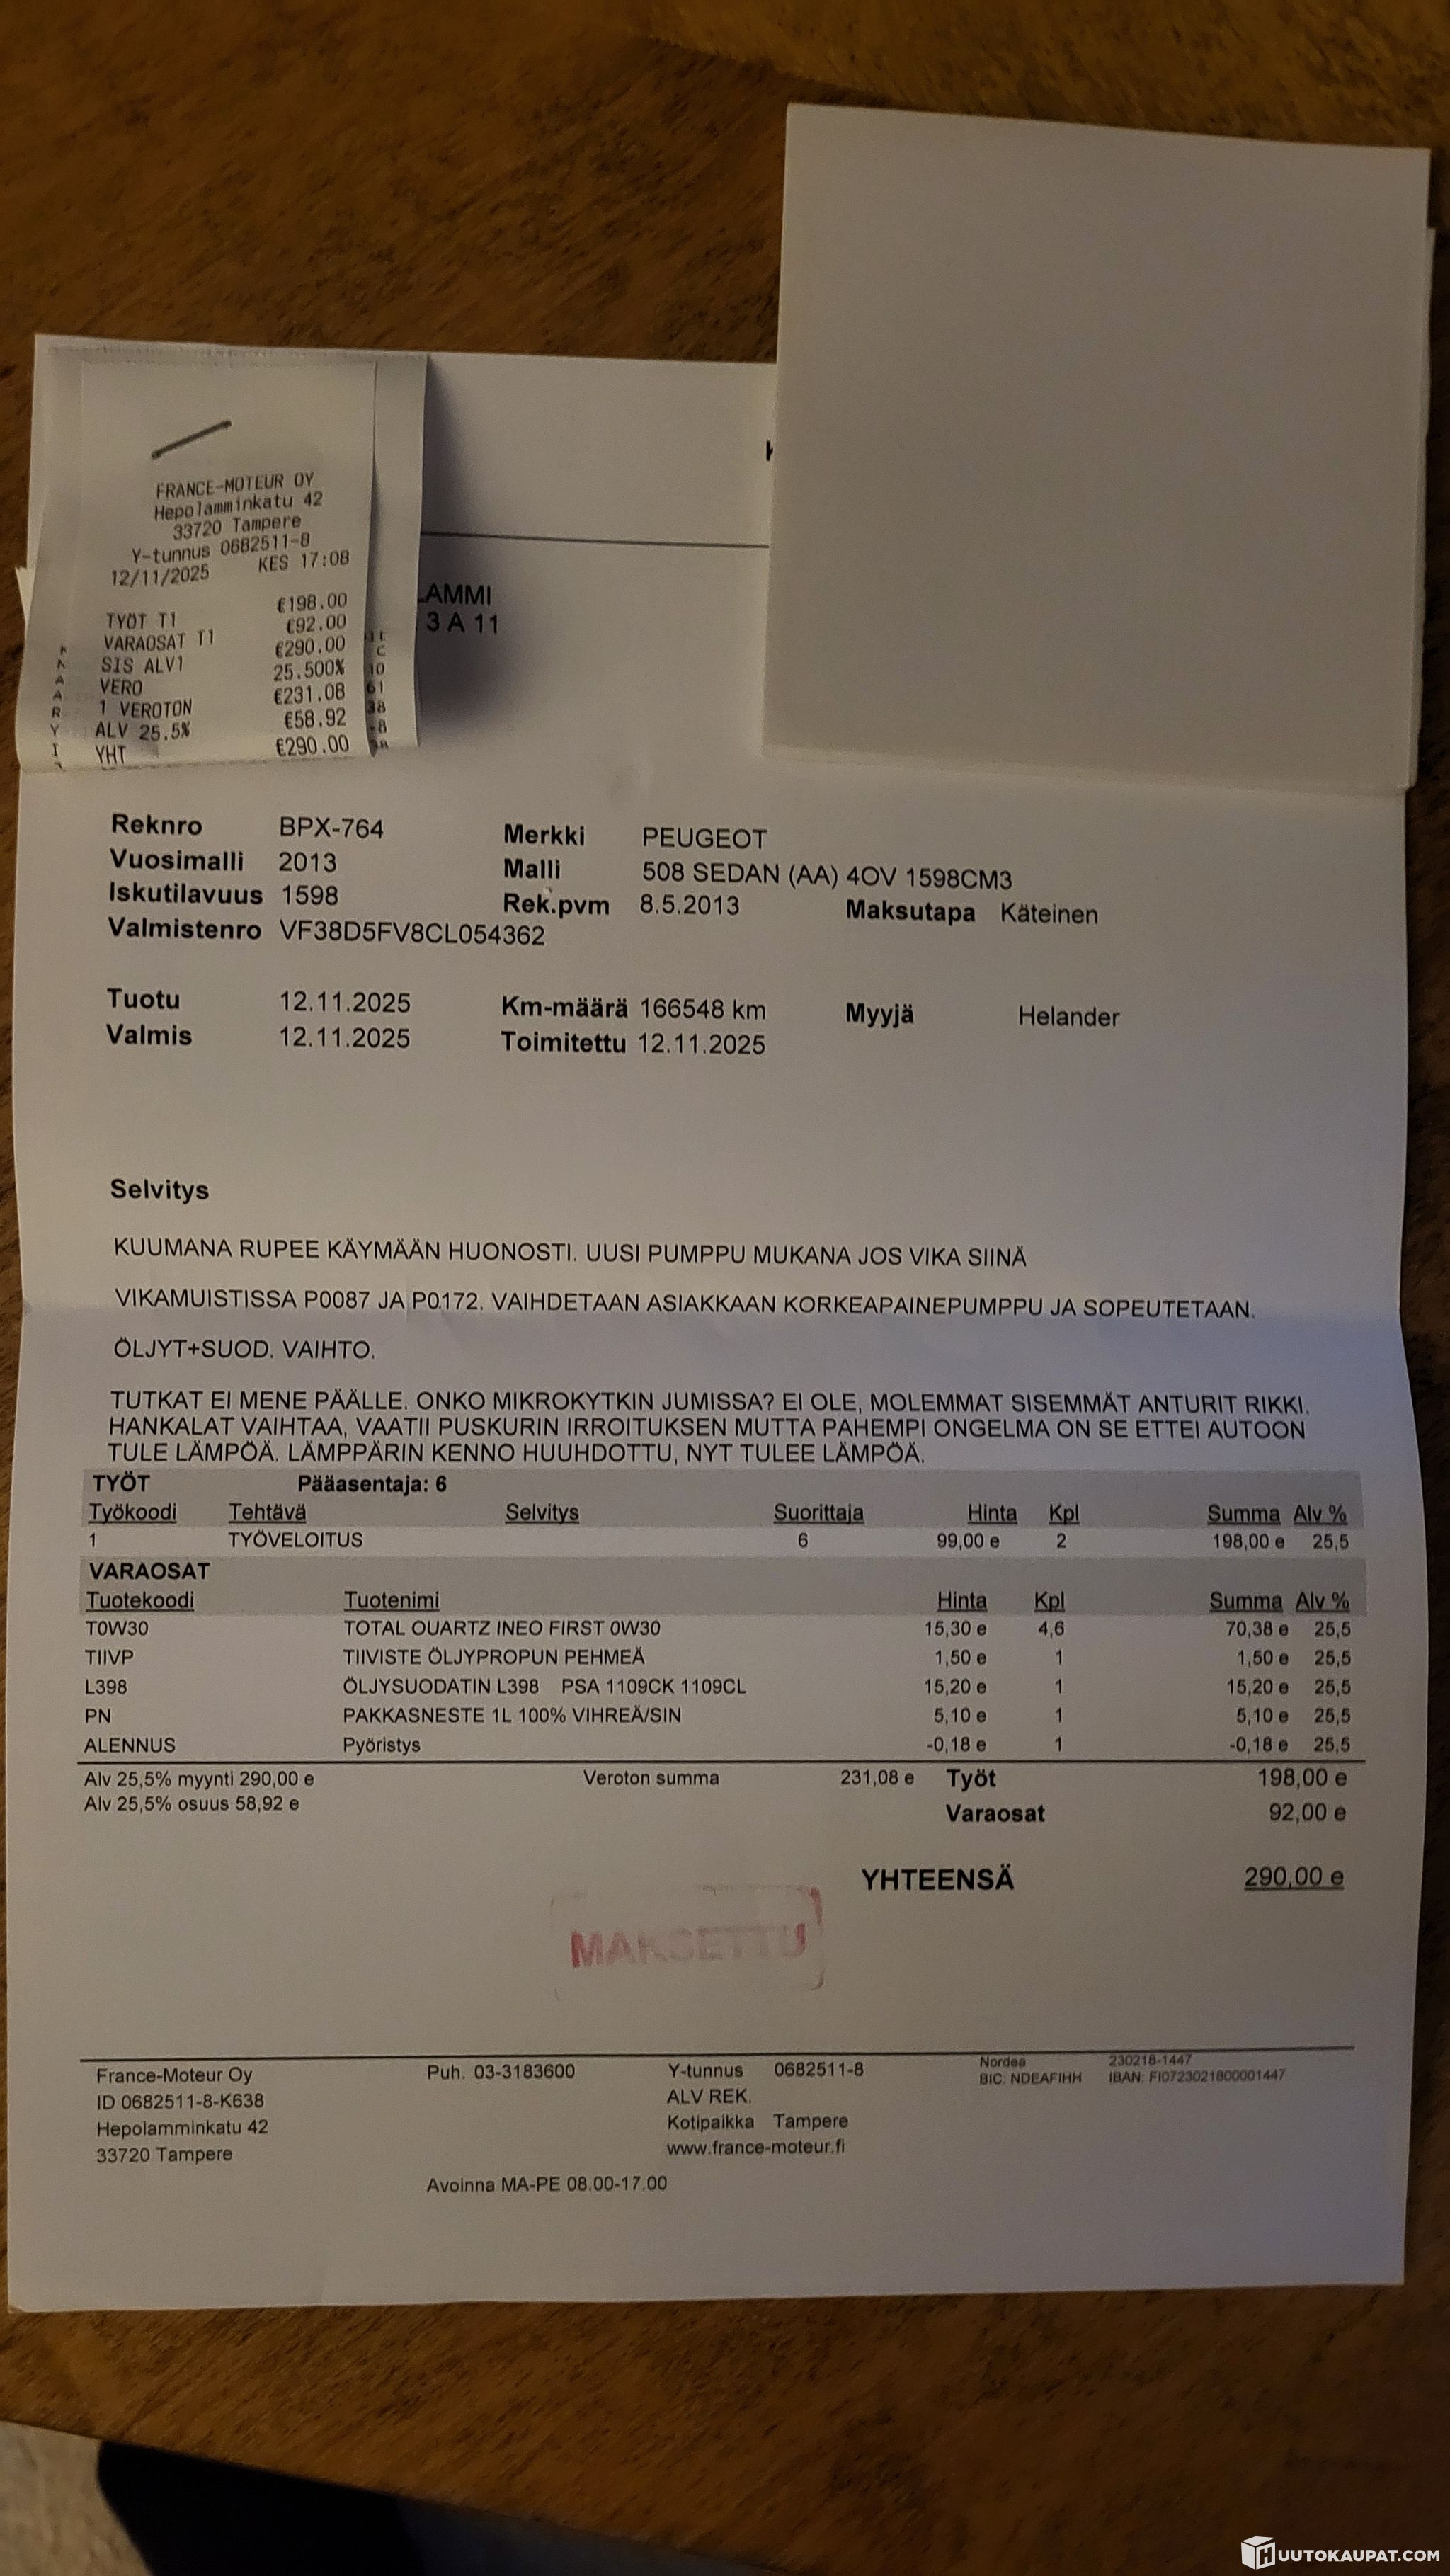 FRANCE-MOTEUR OY
Hepolamminkatu 42
33720 Tampere
Y-tunnus 0682511-8
12/11/2025 KES 17:08
TYÖT T1 €198.00
VARAOSAT T1 €92.00
SIS ALV1 €290.00
VERO 25.500%
1 VEROTON €231.08
ALV 25.5% €58.92
YHT €290.00
LAMMI
3 A 11
Reknro BPX-764 Merkki PEUGEOT
Vuosimalli 2013 Malli 508 SEDAN (AA) 4OV 1598CM3
Iskutilavuus 1598 Rek.pvm 8.5.2013 Maksutapa Käteinen
Valmistenro VF38D5FV8CL054362
Tuotu 12.11.2025 Km-määrä 166548 km Myyjä Helander
Valmis 12.11.2025 Toimitettu 12.11.2025
Selvitys
KUUMANA RUPEE KÄYMÄÄN HUONOSTI. UUSI PUMPPU MUKANA JOS VIKA SIINÄ
VIKAMUISTISSA P0087 JA P0172. VAIHDETAAN ASIAKKAAN KORKEAPAINEPUMPPU JA SOPEUTETAAN.
ÖLJYT+SUOD. VAIHTO.
TUTKAT EI MENE PÄÄLLE. ONKO MIKROKYTKIN JUMISSA? EI OLE, MOLEMMAT SISEMMÄT ANTURIT RIKKI.
HANKALAT VAIHTAA, VAATII PUSKURIN IRROITUKSEN MUTTA PAHEMPI ONGELMA ON SE ETTEI AUTOON
TULE LÄMPÖÄ. LÄMPPÄRIN KENNO HUUHDOTTU, NYT TULEE LÄMPÖÄ.
TYÖT Pääasentaja: 6
Työkoodi Tehtävä Selvitys Suorittaja Hinta Kpl Summa Alv %
1 TYÖVELOITUS 6 99,00 e 2 198,00 e 25,5
VARAOSAT
Tuotekoodi Tuotenimi Hinta Kpl Summa Alv %
T0W30 TOTAL OUARTZ INEO FIRST 0W30 15,30 e 4,6 70,38 e 25,5
TIIVP TIIVISTE ÖLJYPROPUN PEHMEÄ 1,50 e 1 1,50 e 25,5
L398 ÖLJYSUODATIN L398 PSA 1109CK 1109CL 15,20 e 1 15,20 e 25,5
PN PAKKASNESTE 1L 100% VIHREÄ/SIN 5,10 e 1 5,10 e 25,5
ALENNUS Pyöristys -0,18 e 1 -0,18 e 25,5
Alv 25,5% myynti 290,00 e Veroton summa 231,08 e Työt 198,00 e
Alv 25,5% osuus 58,92 e Varaosat 92,00 e
YHTEENSÄ 290,00 e
MAKSETTU
France-Moteur Oy Puh. 03-3183600 Y-tunnus 0682511-8 Nordea 230218-1447
ID 0682511-8-K638 ALV REK. BIC: NDEAFIHH IBAN: FI0723021800001447
Hepolamminkatu 42 Kotipaikka Tampere
33720 Tampere www.france-moteur.fi
Avoinna MA-PE 08.00-17.00
HUUTOKAUPAT.COM